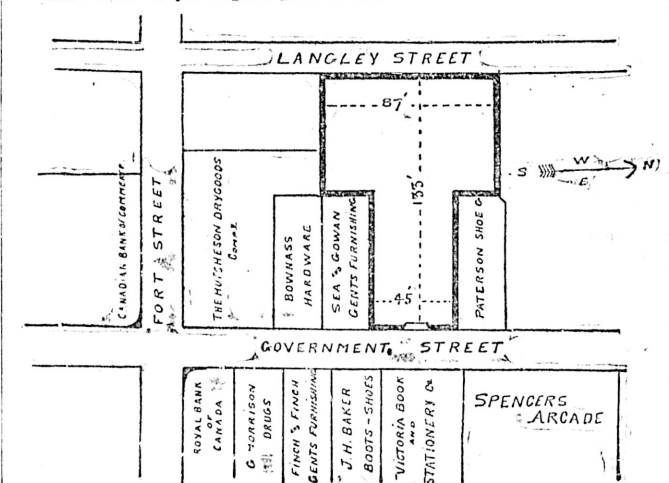 LANGLEY STREET
87'
133'
S
W
E
N
CANADIAN BANK OF COMMERCE
FORT STREET
THE HUTCHESON DRYGOODS
COMPY.
BOWNASS
HARDWARE
SEA & GOWAN
GENTS FURNISHING
PATERSON SHOE Co
45'
GOVERNMENT STREET
ROYAL BANK
OF
CANADA
MORRISON
DRUGS
FINCH & FINCH
GENTS FURNISHING
J.H. BAKER
BOOTS-SHOES
VICTORIA BOOK
AND
STATIONERY Co
SPENCERS
ARCADE